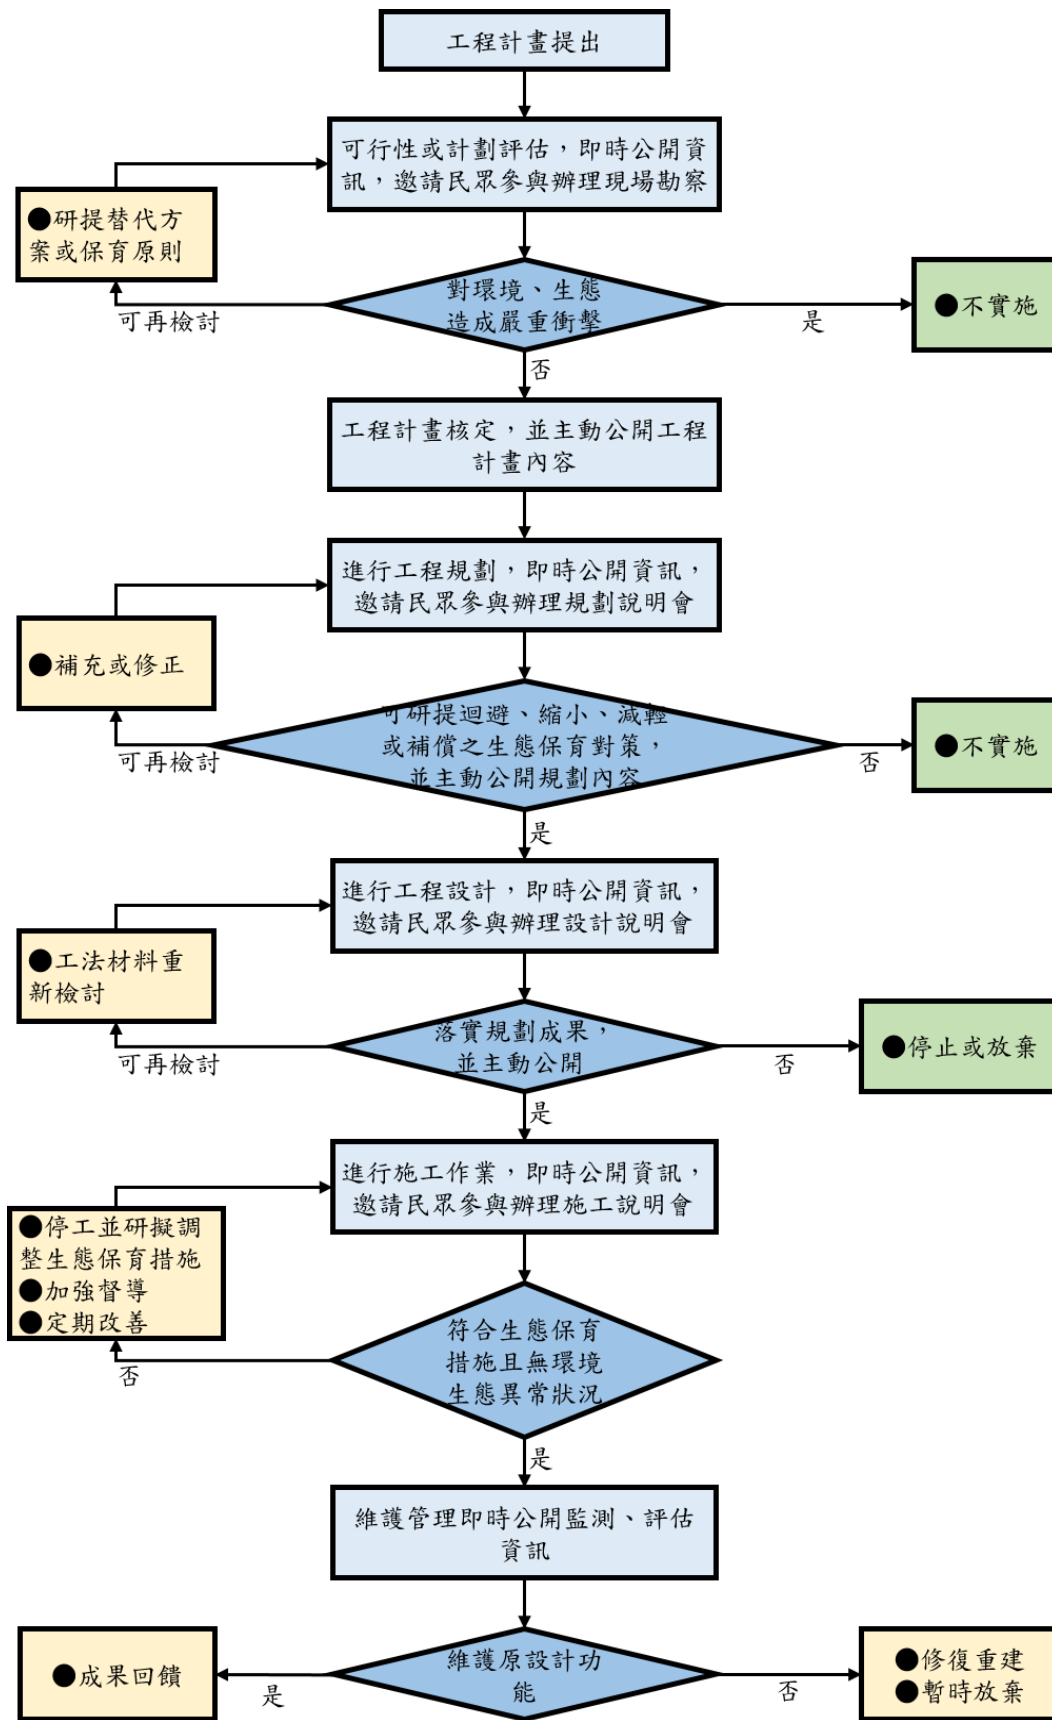 工程計畫提出
可行性或計劃評估，即時公開資
訊，邀請民眾參與辦理現場勘察
●研提替代方
案或保育原則
對環境、生態
造成嚴重衝擊
可再檢討
是
●不實施
否
工程計畫核定，並主動公開工程
計畫內容
進行工程規劃，即時公開資訊，
邀請民眾參與辦理規劃說明會
●補充或修正
可研提迴避、縮小、減輕
或補償之生態保育對策，
並主動公開規劃內容
可再檢討
否
●不實施
是
進行工程設計，即時公開資訊，
邀請民眾參與辦理設計說明會
●工法材料重
新檢討
落實規劃成果，
並主動公開
可再檢討
否
●停止或放棄
是
進行施工作業，即時公開資訊，
邀請民眾參與辦理施工說明會
●停工並研擬調
整生態保育措施
●加強督導
●定期改善
符合生態保育
措施且無環境
生態異常狀況
否
是
維護管理即時公開監測、評估
資訊
維護原設計功
能
●成果回饋
是
否
●修復重建
●暫時放棄